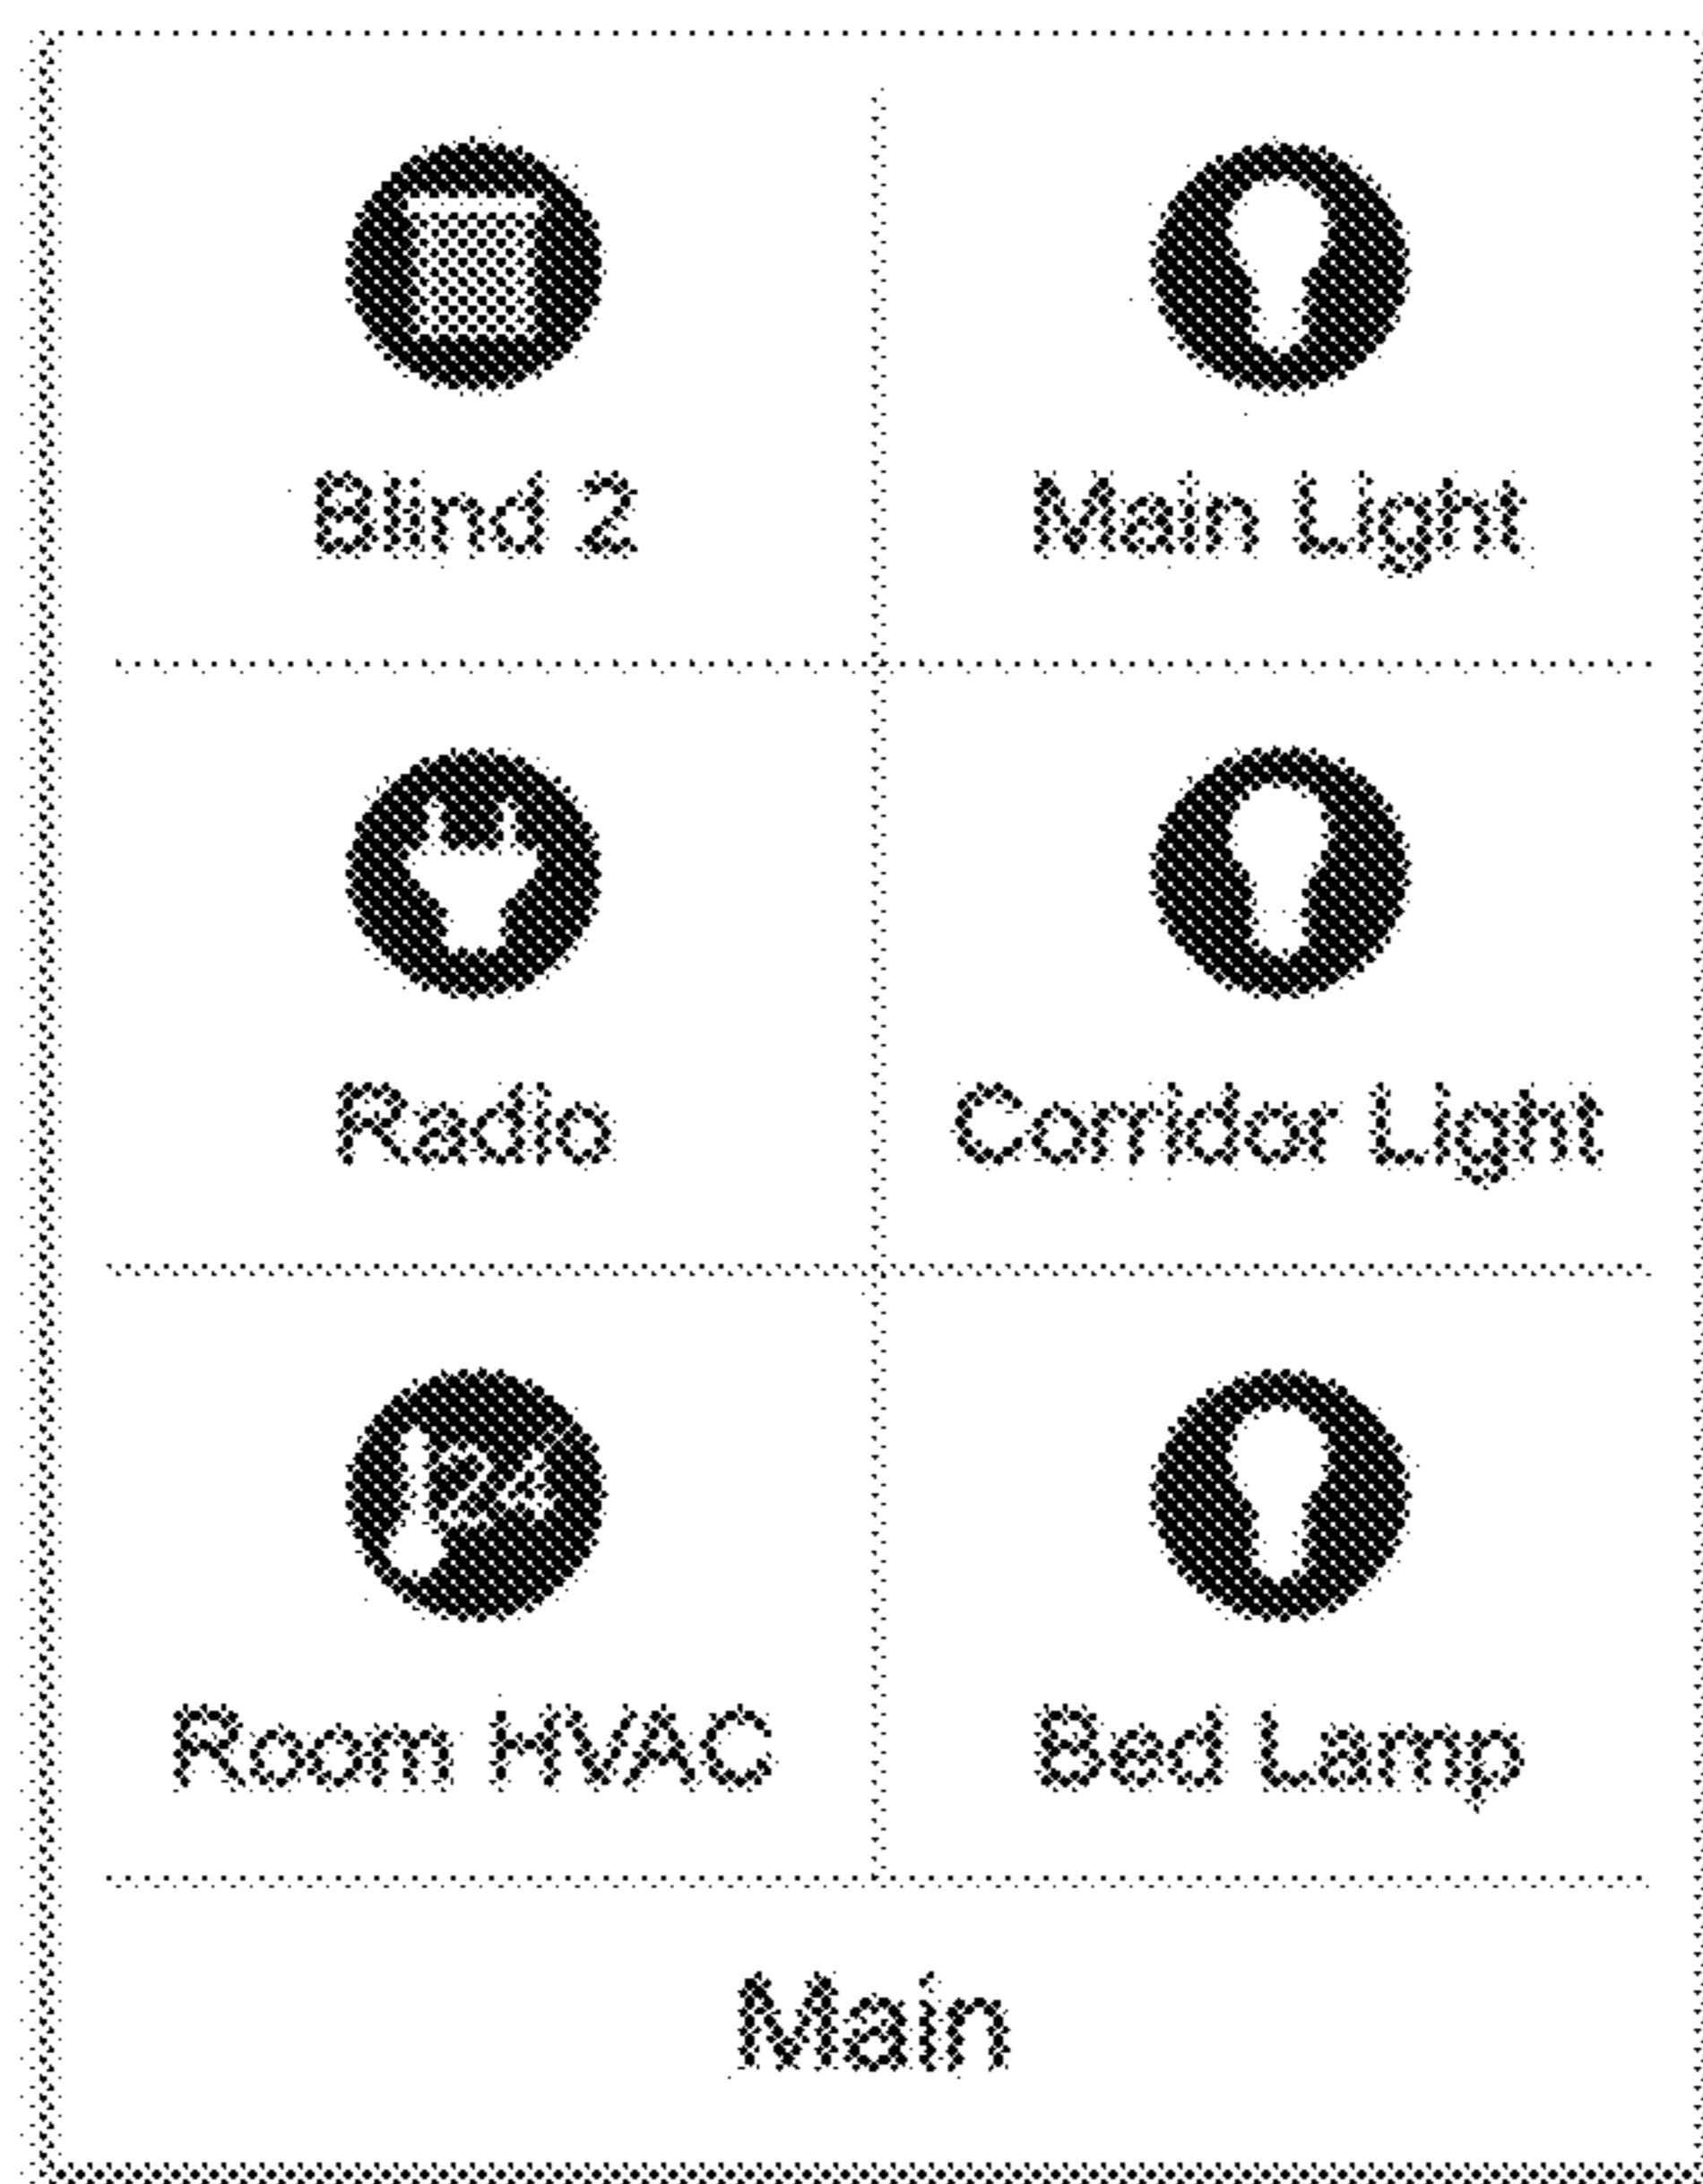 Blind 2
Main Light
Radio
Corridor Light
Room HVAC
Bed Lamp
Main